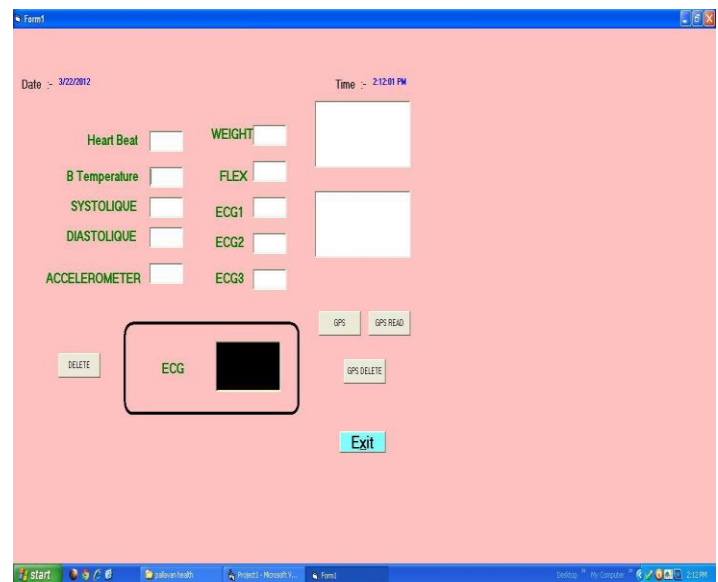 Form1
Date :- 3/22/2012
Time :- 2:12:01 PM
Heart Beat
WEIGHT
B Temperature
FLEX
SYSTOLIQUE
ECG1
DIASTOLIQUE
ECG2
ACCELEROMETER
ECG3
GPS
GPS READ
DELETE
ECG
GPS DELETE
Exit
start
pallavan health
Project1 - Microsoft V...
Form1
Desktop
My Computer
2:12 PM